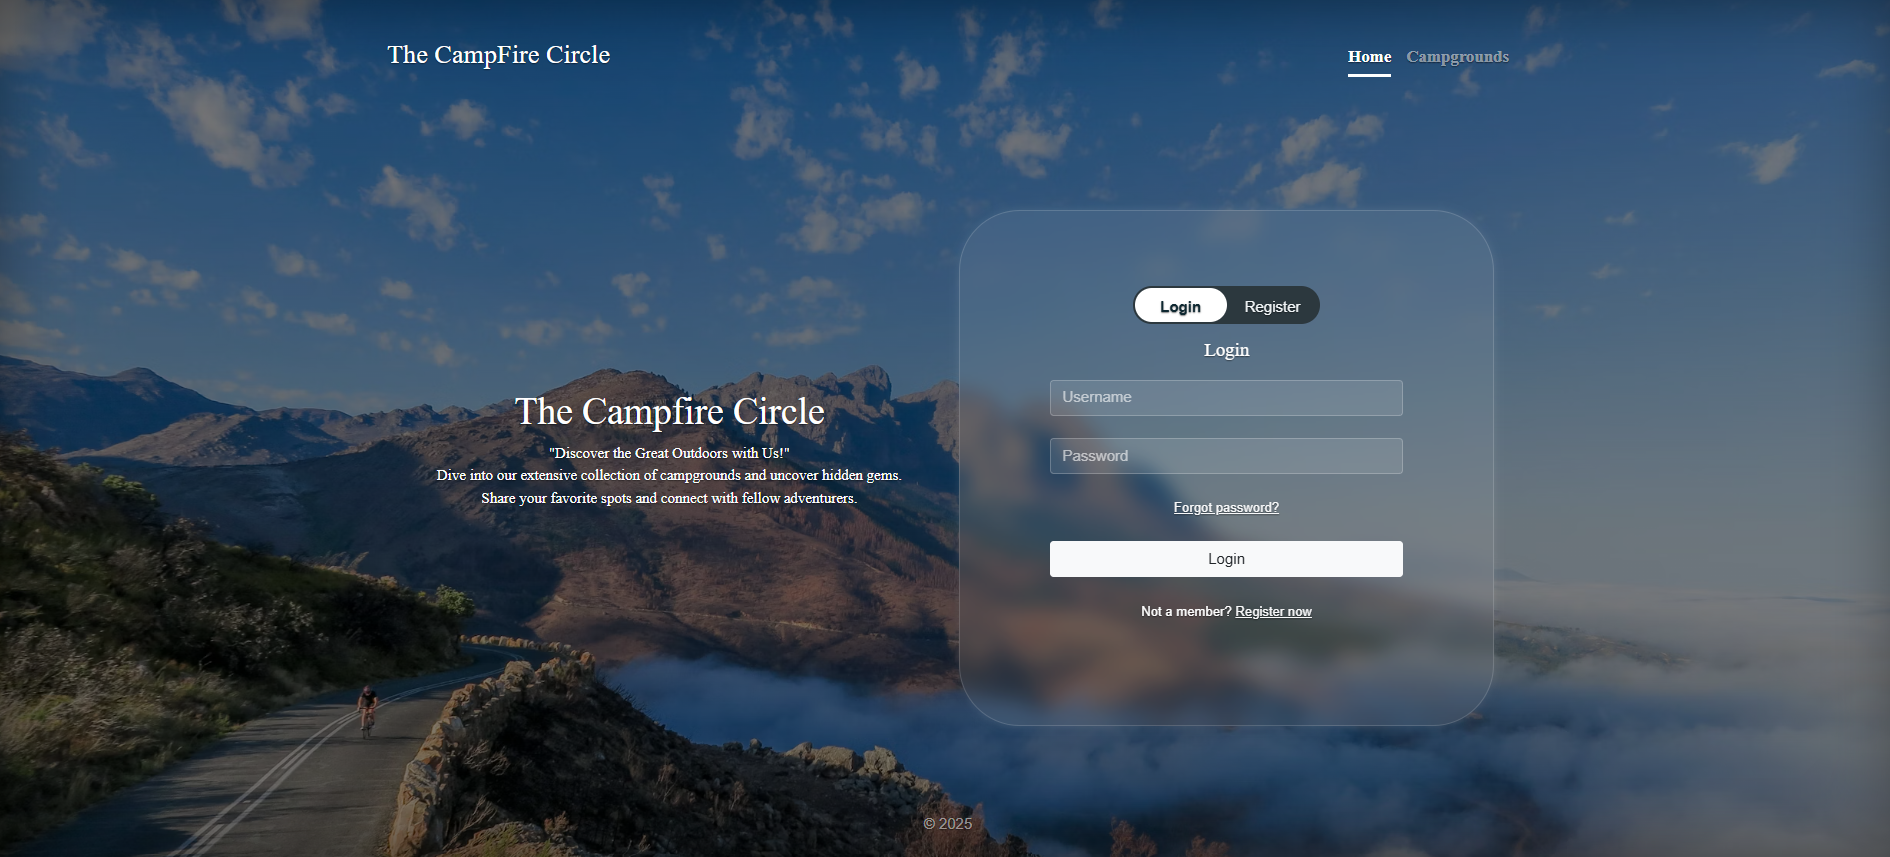 The CampFire Circle
Home Campgrounds
The Campfire Circle
"Discover the Great Outdoors with Us!"
Dive into our extensive collection of campgrounds and uncover hidden gems.
Share your favorite spots and connect with fellow adventurers.
Login Register
Login
Username
Password
Forgot password?
Login
Not a member? Register now
© 2025